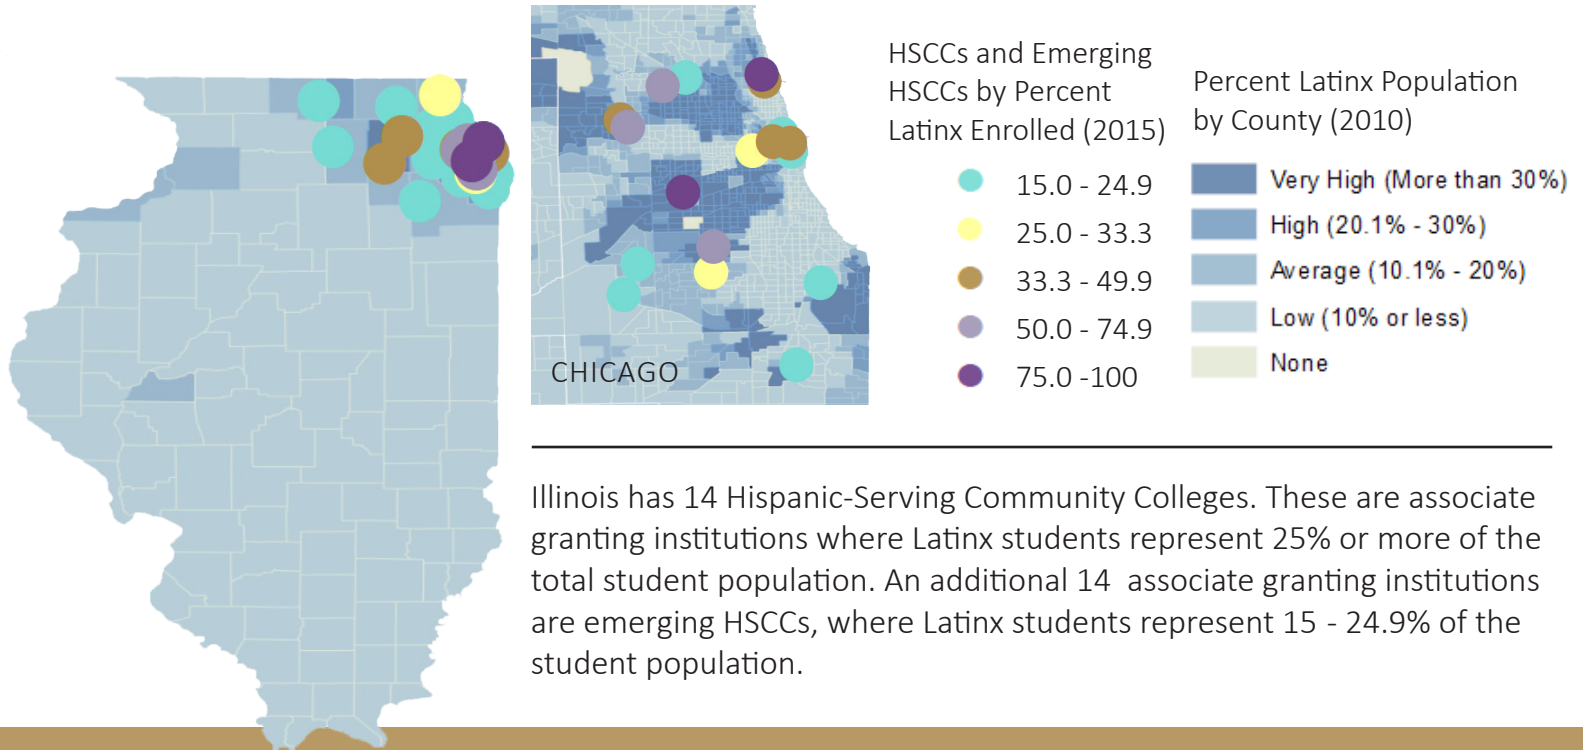 CHICAGO
HSCCs and Emerging
HSCCs by Percent
Latinx Enrolled (2015)
15.0 - 24.9
25.0 - 33.3
33.3 - 49.9
50.0 - 74.9
75.0 -100
Percent Latinx Population
by County (2010)
Very High (More than 30%)
High (20.1% - 30%)
Average (10.1% - 20%)
Low (10% or less)
None
Illinois has 14 Hispanic-Serving Community Colleges. These are associate
granting institutions where Latinx students represent 25% or more of the
total student population. An additional 14  associate granting institutions
are emerging HSCCs, where Latinx students represent 15 - 24.9% of the
student population.